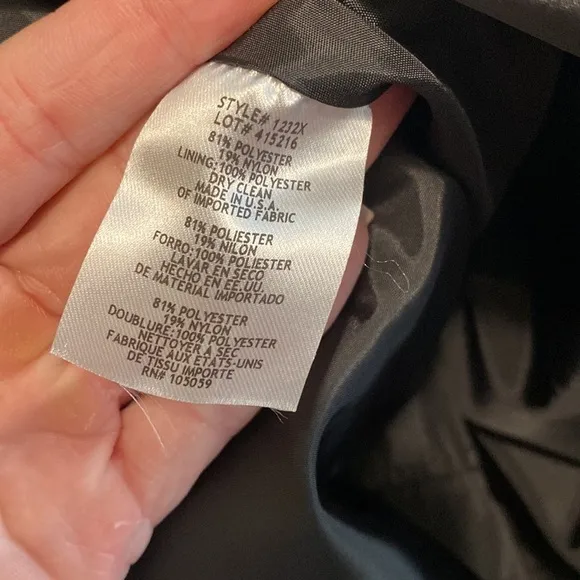 STYLE# 1232X
LOT# 415216
81% POLYESTER
19% NYLON
LINING:100% POLYESTER
DRY CLEAN
MADE IN U.S.A.
OF IMPORTED FABRIC
81% POLIESTER
19% NILON
FORRO:100% POLIESTER
LAVAR EN SECO
HECHO EN EE.UU.
DE MATERIAL IMPORTADO
81% POLYESTER
19% NYLON
DOUBLURE:100% POLYESTER
NETTOYER A SEC
FABRIQUE AUX ETATS-UNIS
DE TISSU IMPORTE
RN# 105059